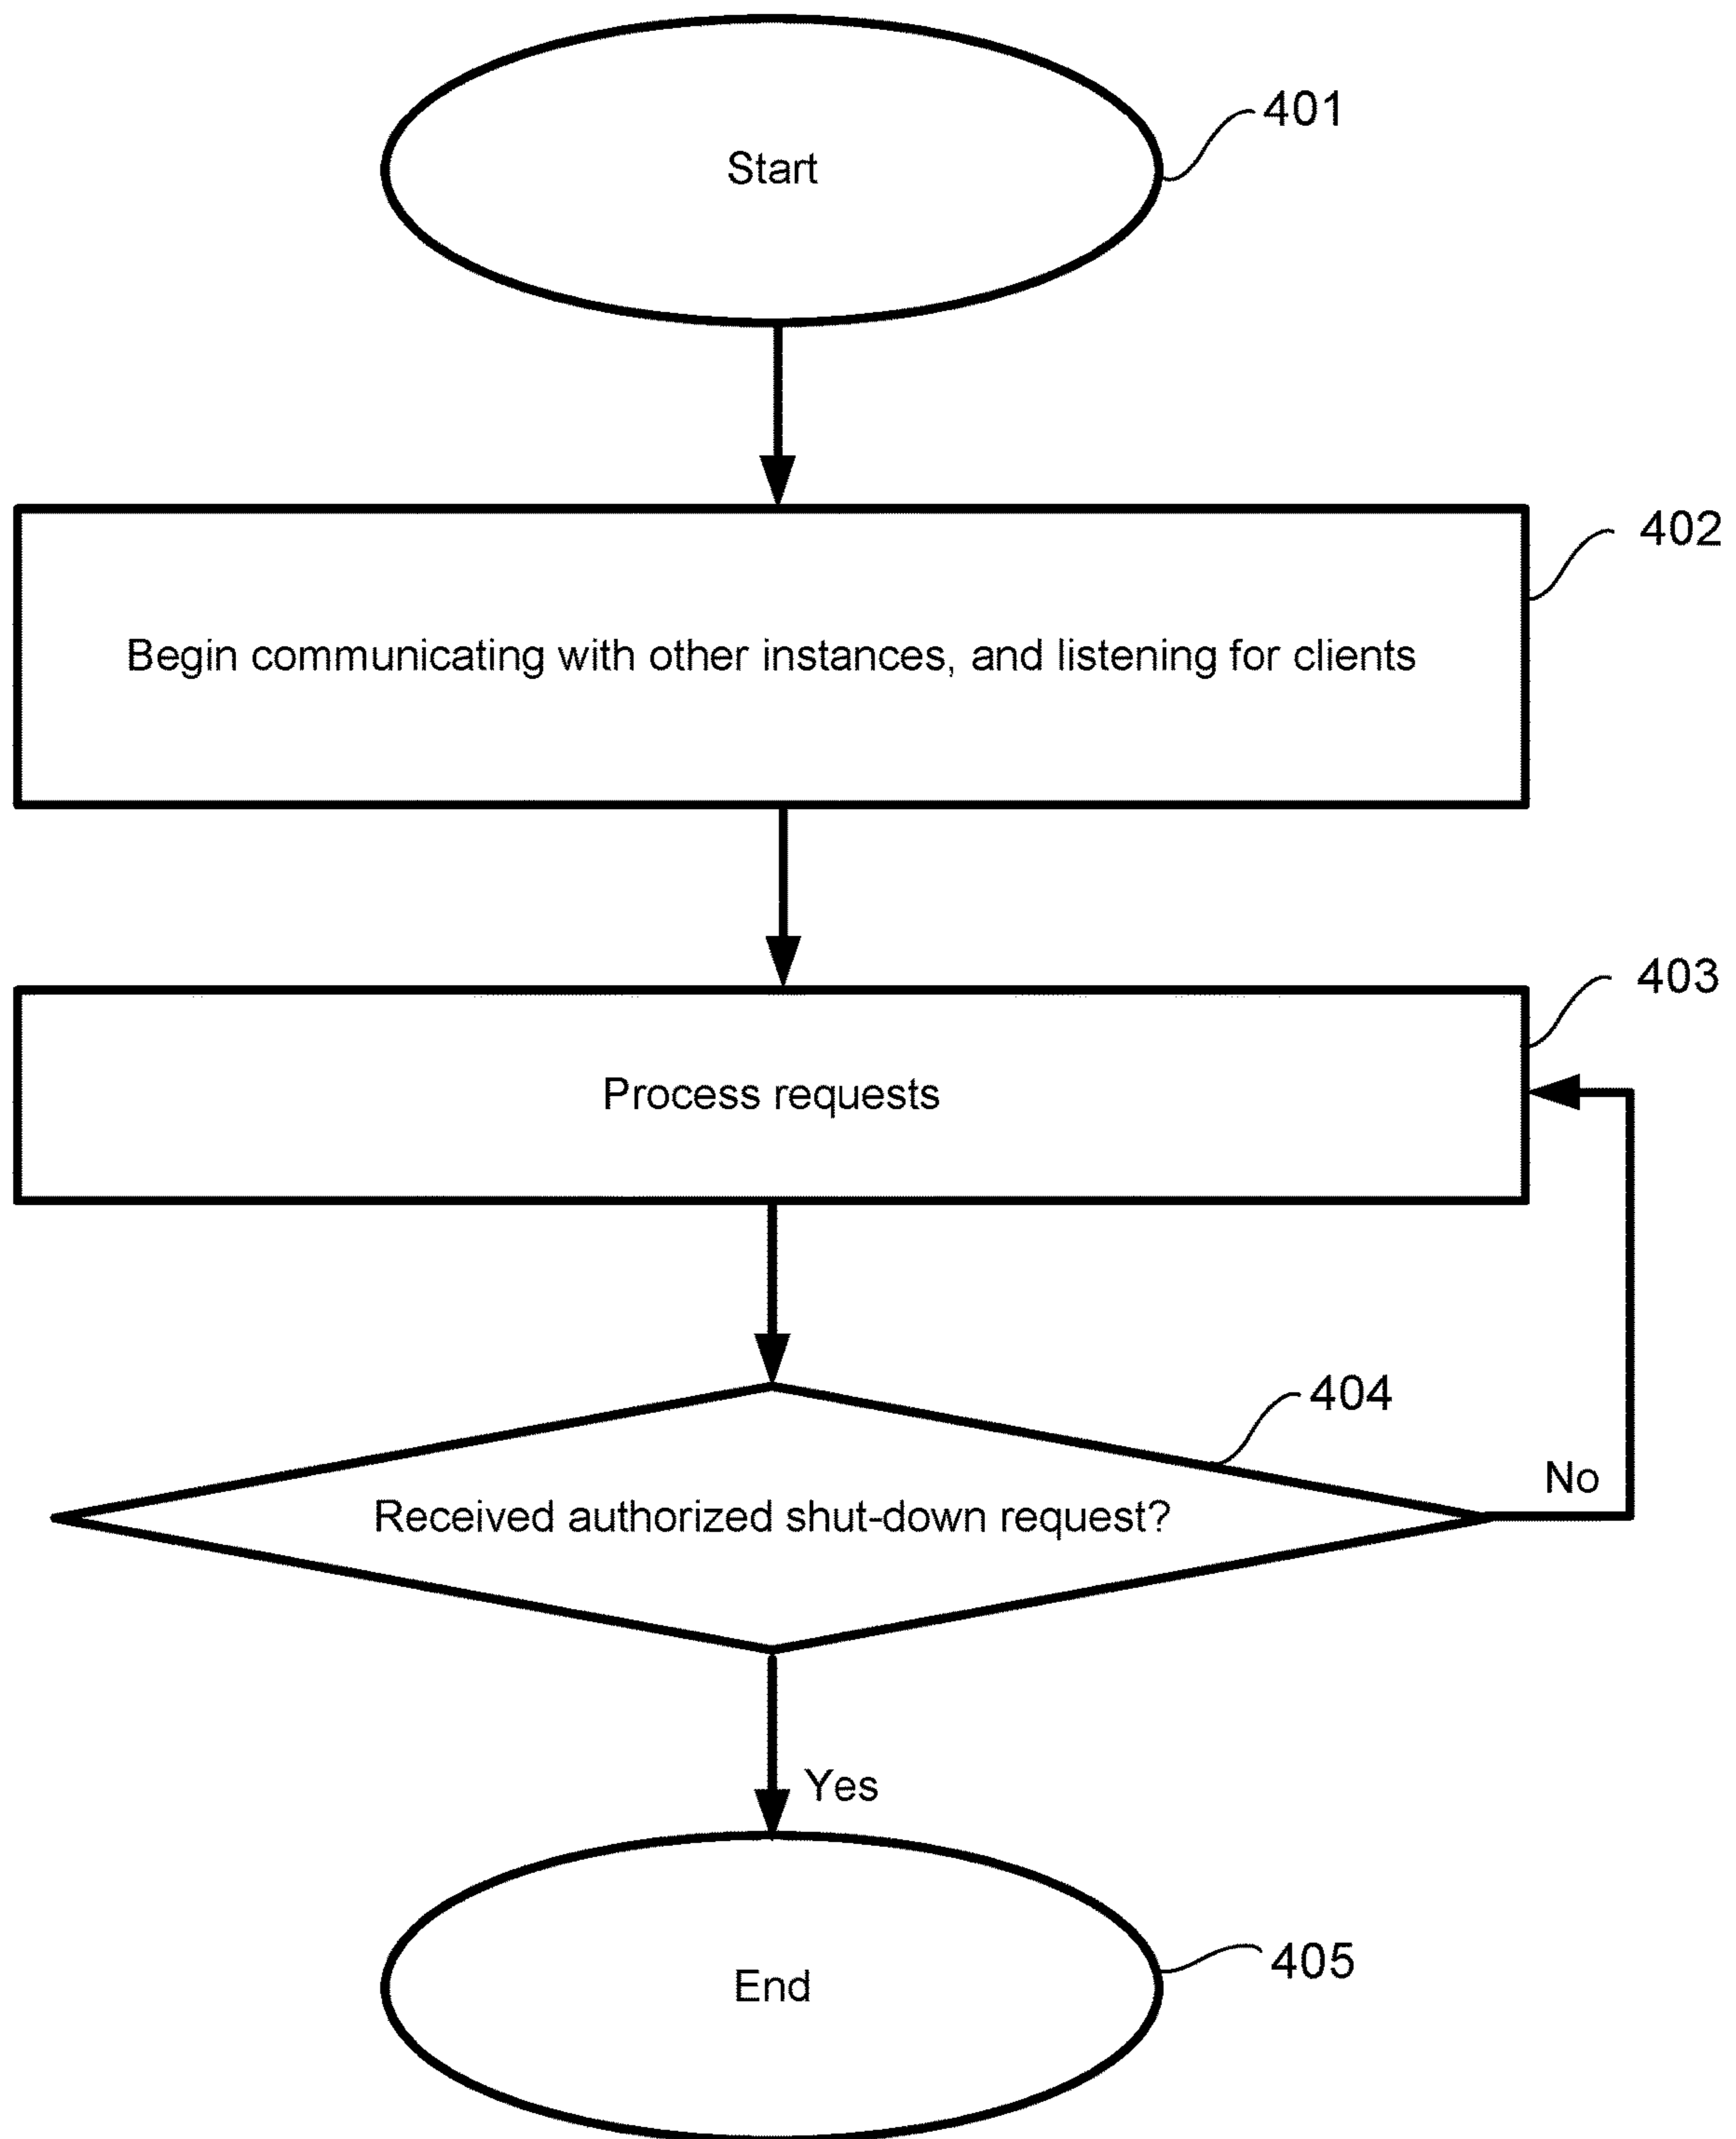 Start
401
Begin communicating with other instances, and listening for clients
402
Process requests
403
Received authorized shut-down request?
404
No
Yes
End
405